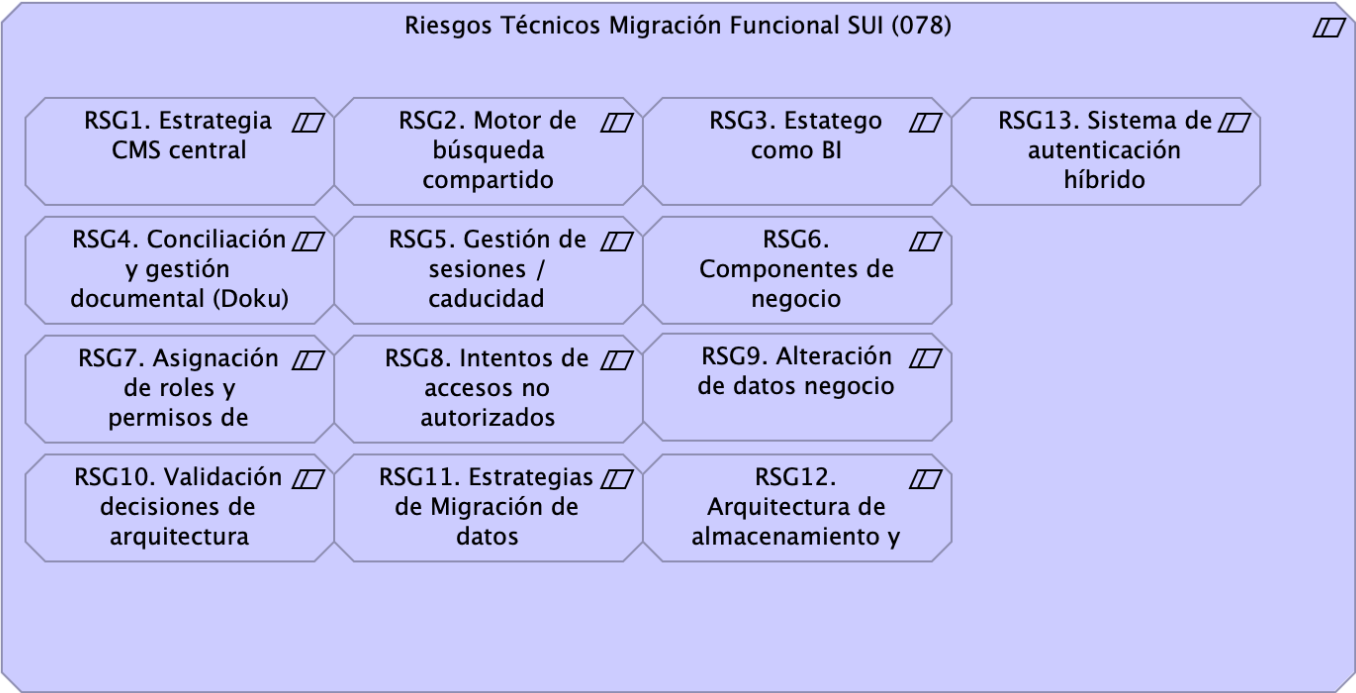 Riesgos Técnicos Migración Funcional SUI (078)
RSG1. Estrategia
CMS central
RSG2. Motor de
búsqueda
compartido
RSG3. Estatego
como BI
RSG13. Sistema de
autenticación
híbrido
RSG4. Conciliación
y gestión
documental (Doku)
RSG5. Gestión de
sesiones /
caducidad
RSG6.
Componentes de
negocio
RSG7. Asignación
de roles y
permisos de
RSG8. Intentos de
accesos no
autorizados
RSG9. Alteración
de datos negocio
RSG10. Validación
decisiones de
arquitectura
RSG11. Estrategias
de Migración de
datos
RSG12.
Arquitectura de
almacenamiento y